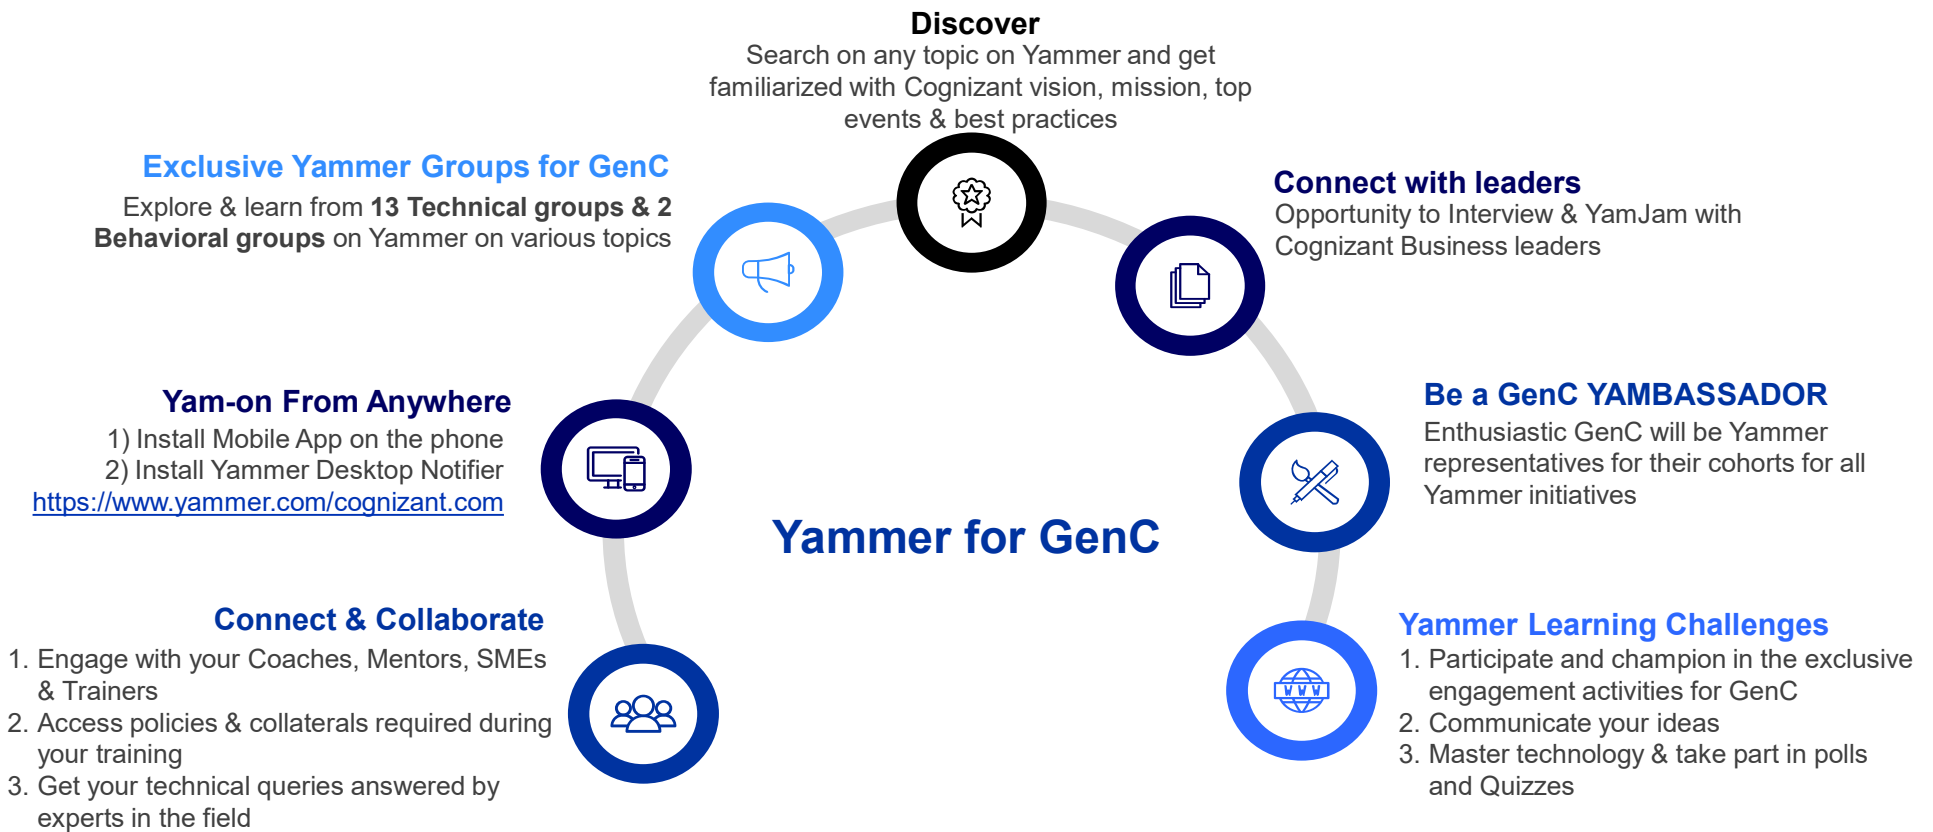 Discover
Search on any topic on Yammer and get
familiarized with Cognizant vision, mission, top
events & best practices
Exclusive Yammer Groups for GenC
Explore & learn from 13 Technical groups & 2
Behavioral groups on Yammer on various topics
Connect with leaders
Opportunity to Interview & YamJam with
Cognizant Business leaders
Yam-on From Anywhere
1) Install Mobile App on the phone
2) Install Yammer Desktop Notifier
https://www.yammer.com/cognizant.com
Be a GenC YAMBASSADOR
Enthusiastic GenC will be Yammer
representatives for their cohorts for all
Yammer initiatives
Yammer for GenC
Connect & Collaborate
1. Engage with your Coaches, Mentors, SMEs
& Trainers
2. Access policies & collaterals required during
your training
3. Get your technical queries answered by
experts in the field
WWW
Yammer Learning Challenges
1. Participate and champion in the exclusive
engagement activities for GenC
2. Communicate your ideas
3. Master technology & take part in polls
and Quizzes